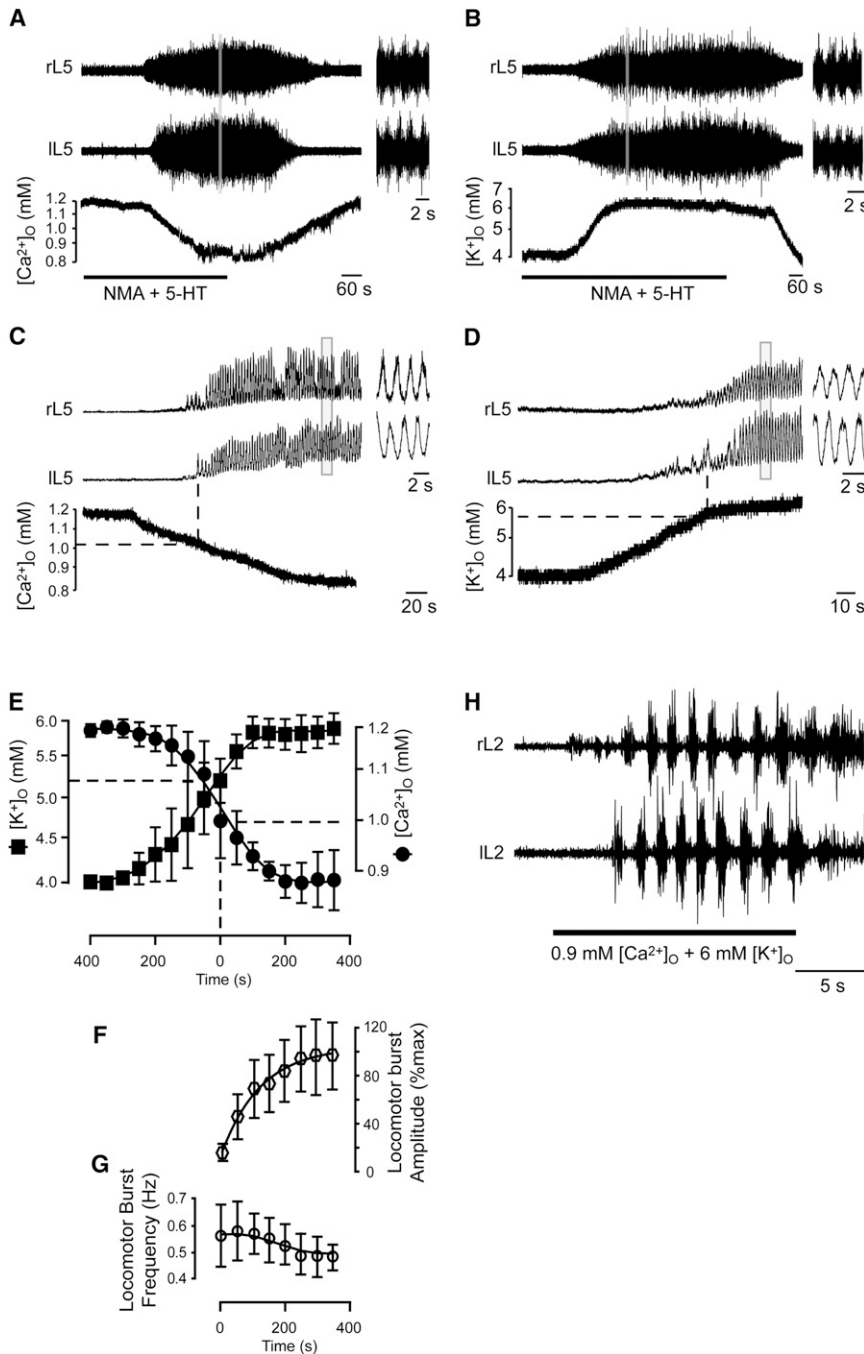 A
rL5
lL5
2 s
[Ca²⁺]O (mM)
1.2
1.1
1.0
0.9
0.8
NMA + 5-HT
60 s
B
rL5
lL5
2 s
[K⁺]O (mM)
7
6
5
4
NMA + 5-HT
60 s
C
rL5
lL5
2 s
[Ca²⁺]O (mM)
1.2
1.0
0.9
0.8
20 s
D
rL5
lL5
2 s
[K⁺]O (mM)
6
5
4
10 s
E
[K⁺]O (mM)
6.0
5.5
5.0
4.5
4.0
1.2
1.1
1.0
0.9
[Ca²⁺]O (mM)
400 200 0 200 400
Time (s)
F
120
80
40
0
Locomotor burst
Amplitude (%max)
G
Locomotor Burst
Frequency (Hz)
0.7
0.6
0.5
0.4
0 200 400
Time (s)
H
rL2
lL2
0.9 mM [Ca²⁺]O + 6 mM [K⁺]O
5 s